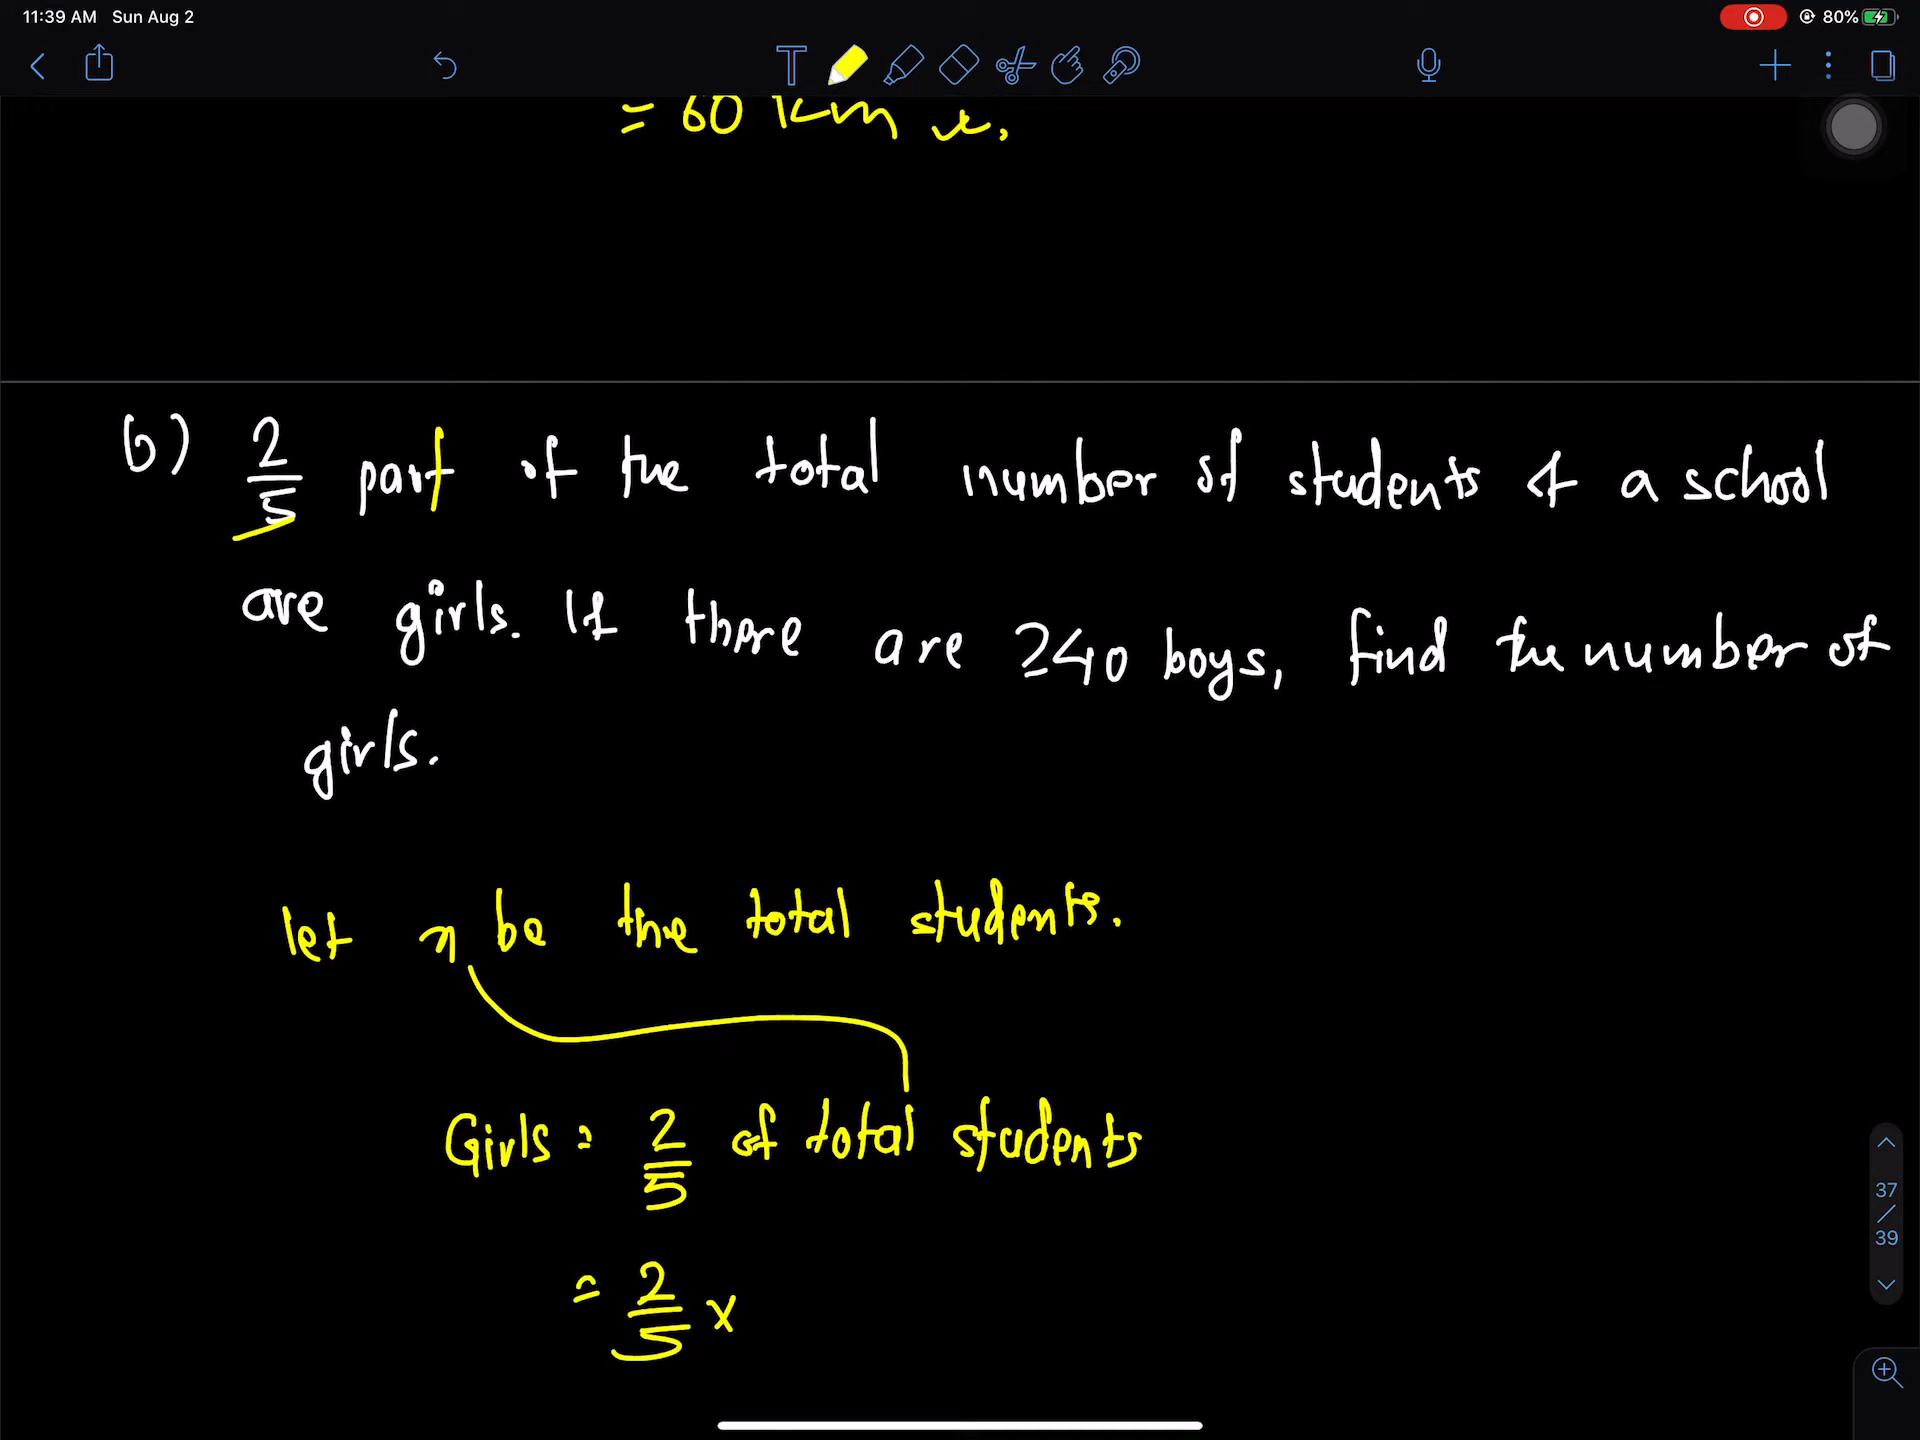 11:39 AM Sun Aug 2
80%
T
= 60 km
b) 2/5 part of the total number of students of a school
are girls. If there are 240 boys, find the number of
girls.
let x be the total students.
Girls = 2/5 of total students
= 2/5 x
37
/
39